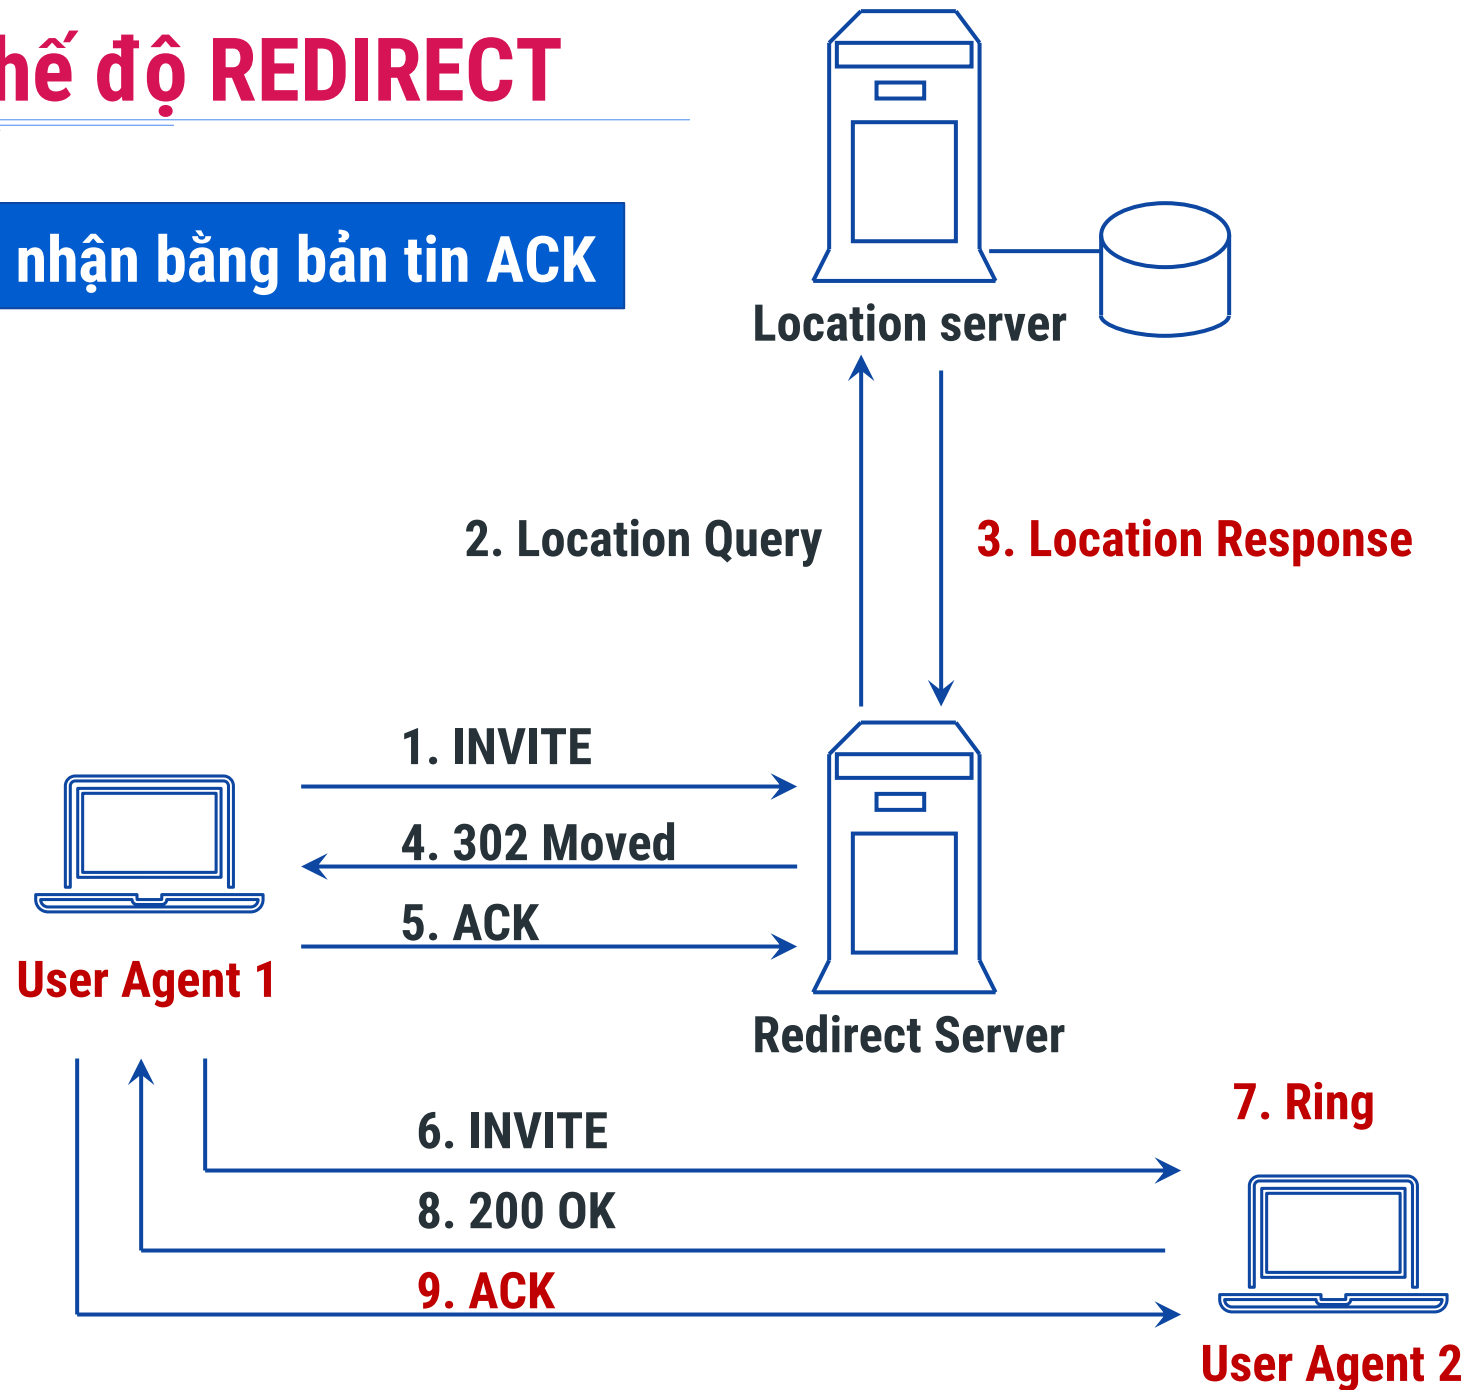 hế độ REDIRECT
nhận bằng bản tin ACK
Location server
2. Location Query
3. Location Response
1. INVITE
4. 302 Moved
5. ACK
User Agent 1
Redirect Server
7. Ring
6. INVITE
8. 200 OK
9. ACK
User Agent 2